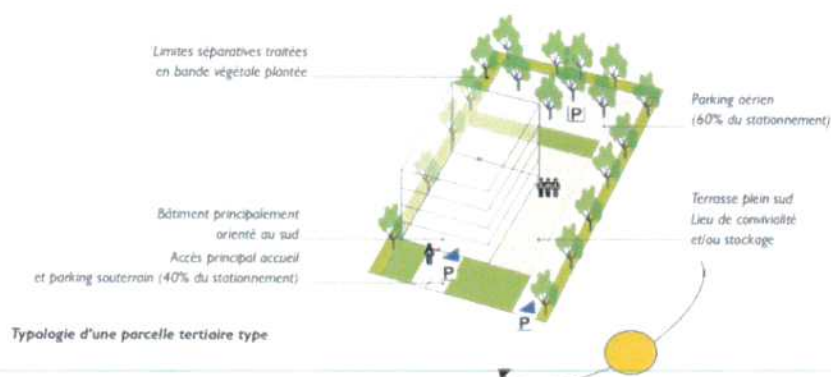 Limites séparatives traitées
en bande végétale plantée
P
Parking aérien
(60% du stationnement)
Terrasse plein sud
Lieu de convivialité
et/ou stockage
Bâtiment principalement
orienté au sud
Accès principal accueil
et parking souterrain (40% du stationnement)
P
P
Typologie d'une parcelle tertiaire type